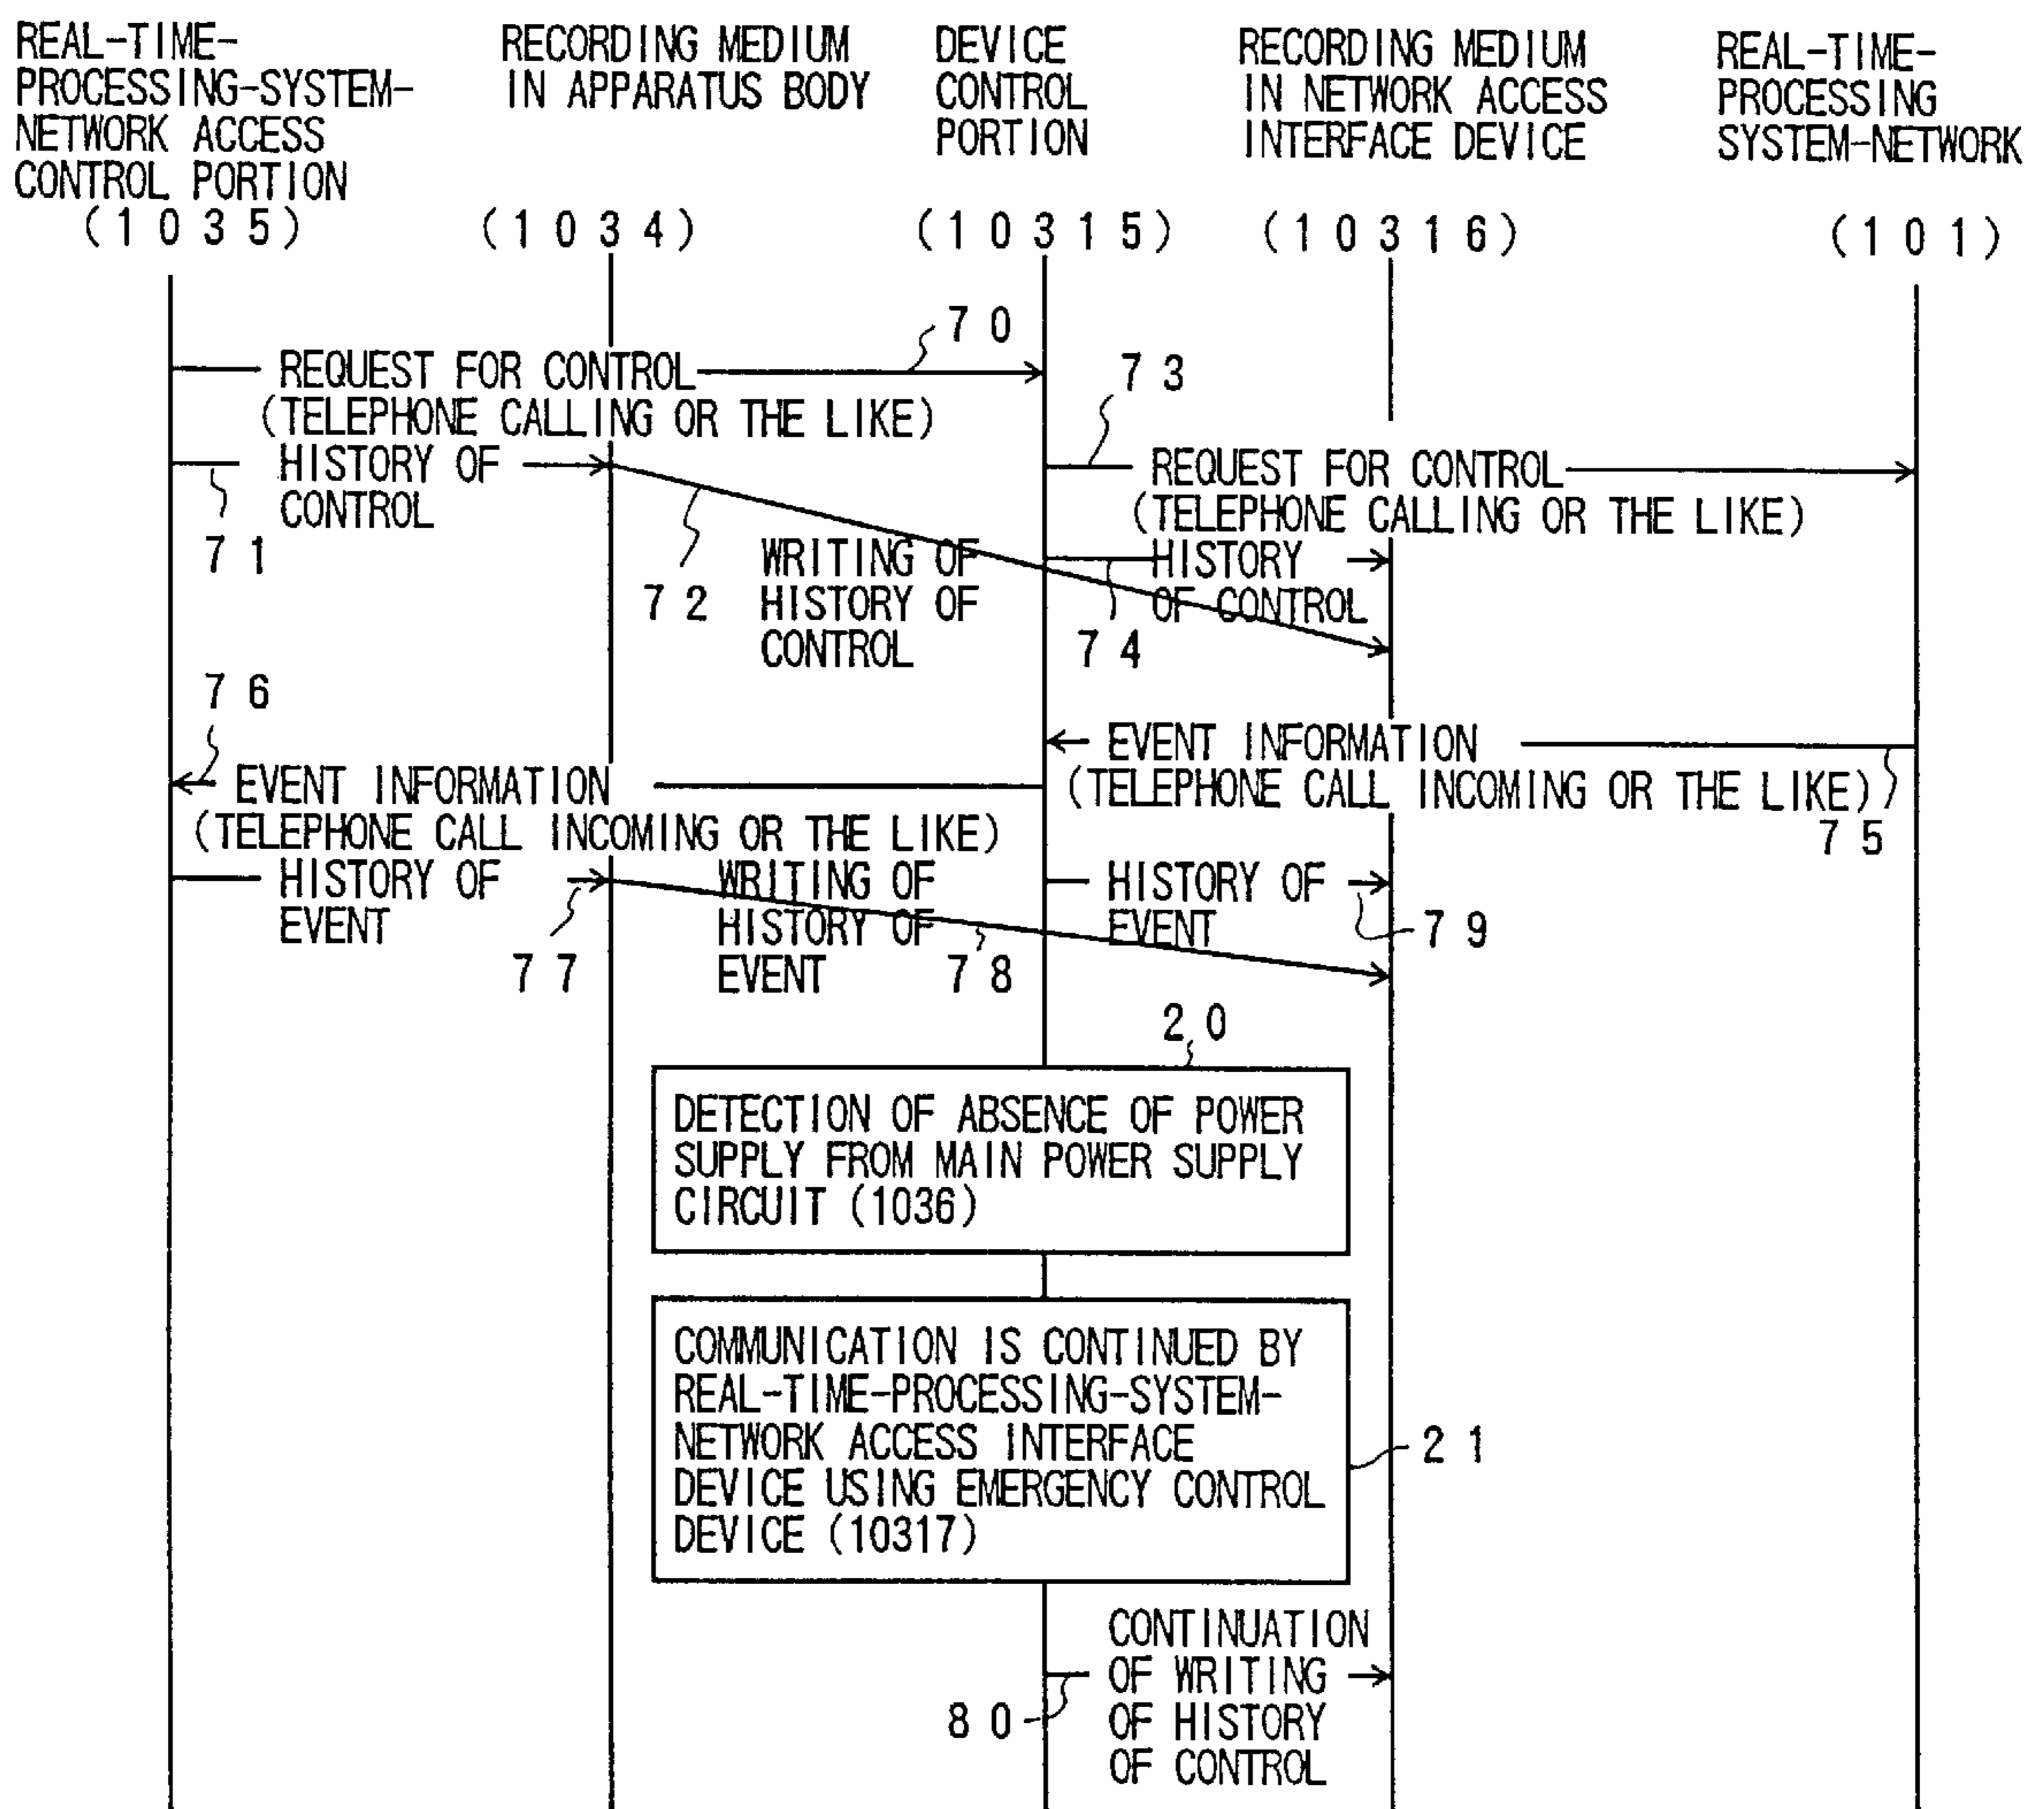 REAL-TIME-
PROCESSING-SYSTEM-
NETWORK ACCESS
CONTROL PORTION
(1035)
RECORDING MEDIUM
IN APPARATUS BODY
(1034)
DEVICE
CONTROL
PORTION
(10315)
RECORDING MEDIUM
IN NETWORK ACCESS
INTERFACE DEVICE
(10316)
REAL-TIME-
PROCESSING
SYSTEM-NETWORK
(101)
70
REQUEST FOR CONTROL
(TELEPHONE CALLING OR THE LIKE)
73
HISTORY OF
CONTROL
71
REQUEST FOR CONTROL
(TELEPHONE CALLING OR THE LIKE)
72
WRITING OF
HISTORY OF
CONTROL
HISTORY
OF CONTROL
74
76
EVENT INFORMATION
(TELEPHONE CALL INCOMING OR THE LIKE)
75
EVENT INFORMATION
(TELEPHONE CALL INCOMING OR THE LIKE)
HISTORY OF
EVENT
77
WRITING OF
HISTORY OF
EVENT
78
HISTORY OF
EVENT
79
20
DETECTION OF ABSENCE OF POWER
SUPPLY FROM MAIN POWER SUPPLY
CIRCUIT (1036)
COMMUNICATION IS CONTINUED BY
REAL-TIME-PROCESSING-SYSTEM-
NETWORK ACCESS INTERFACE
DEVICE USING EMERGENCY CONTROL
DEVICE (10317)
21
CONTINUATION
OF WRITING
OF HISTORY
OF CONTROL
80